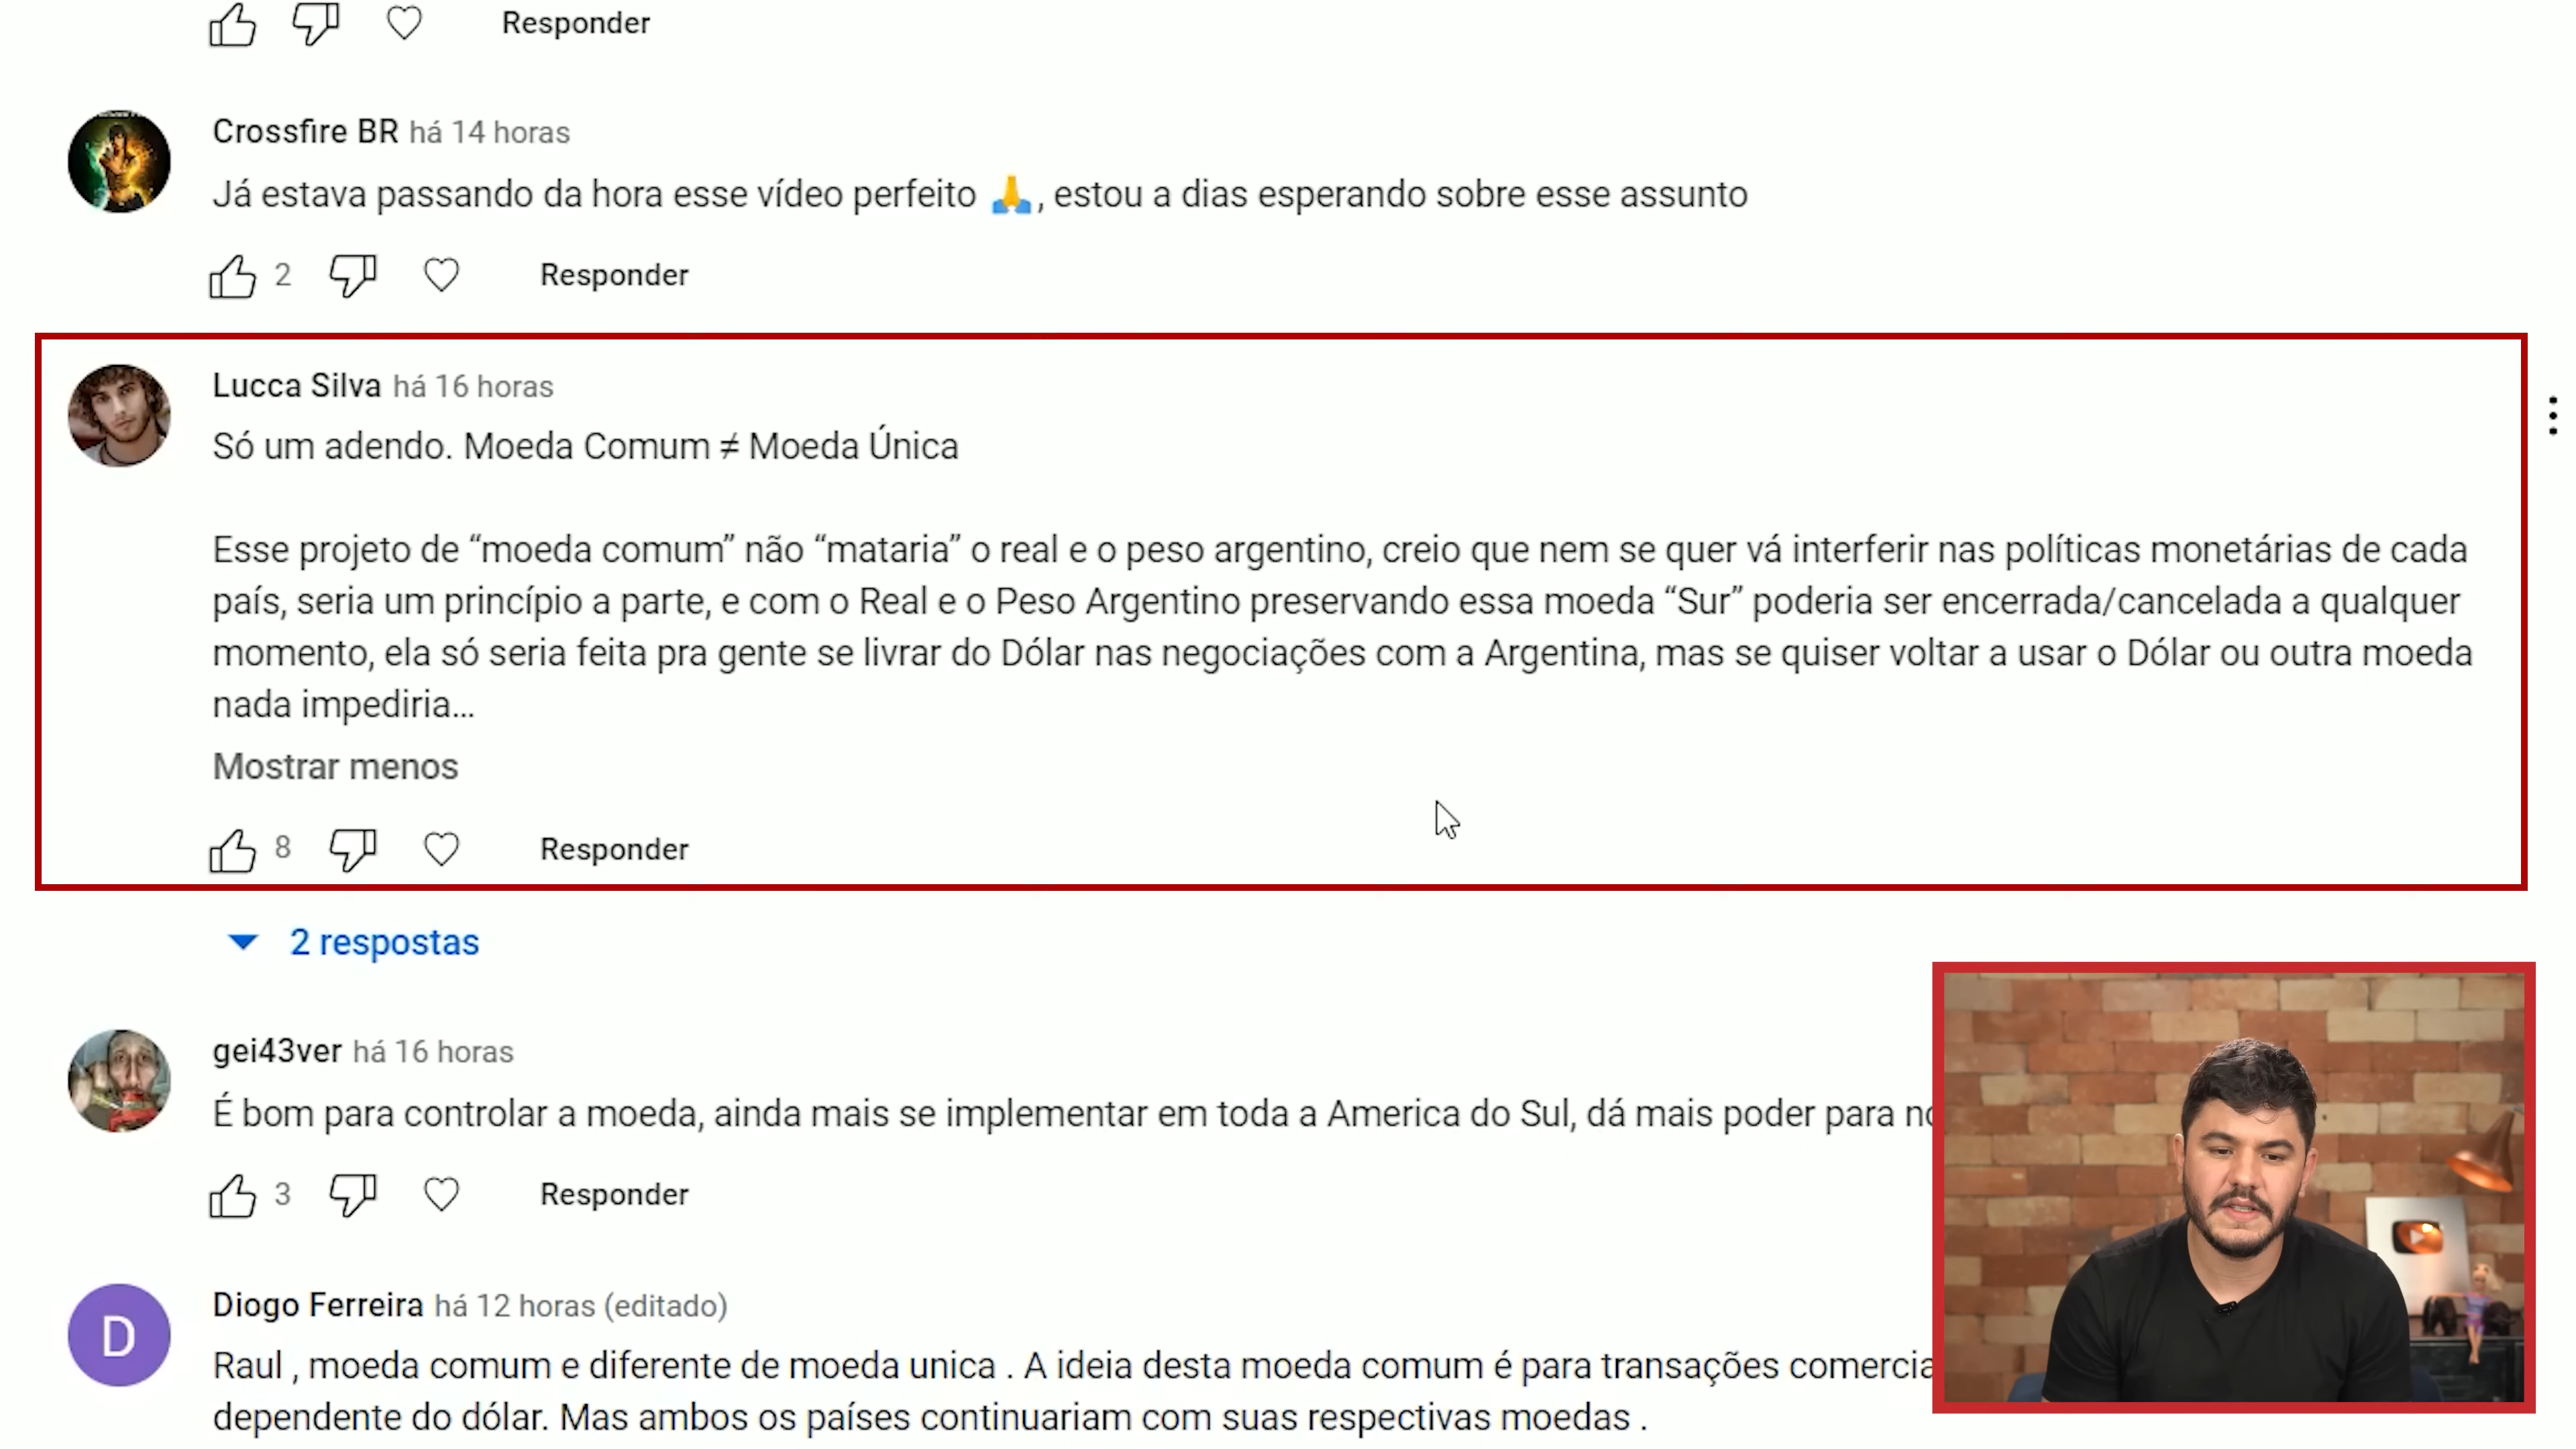 Responder
Crossfire BR há 14 horas
Já estava passando da hora esse vídeo perfeito 🙏, estou a dias esperando sobre esse assunto
2 Responder
Lucca Silva há 16 horas
Só um adendo. Moeda Comum ≠ Moeda Única
Esse projeto de “moeda comum” não “mataria” o real e o peso argentino, creio que nem se quer vá interferir nas políticas monetárias de cada
país, seria um princípio a parte, e com o Real e o Peso Argentino preservando essa moeda “Sur” poderia ser encerrada/cancelada a qualquer
momento, ela só seria feita pra gente se livrar do Dólar nas negociações com a Argentina, mas se quiser voltar a usar o Dólar ou outra moeda
nada impediria...
Mostrar menos
8 Responder
2 respostas
gei43ver há 16 horas
É bom para controlar a moeda, ainda mais se implementar em toda a America do Sul, dá mais poder para
3 Responder
D
Diogo Ferreira há 12 horas (editado)
Raul , moeda comum e diferente de moeda unica . A ideia desta moeda comum é para transações
dependente do dólar. Mas ambos os países continuariam com suas respectivas moedas .